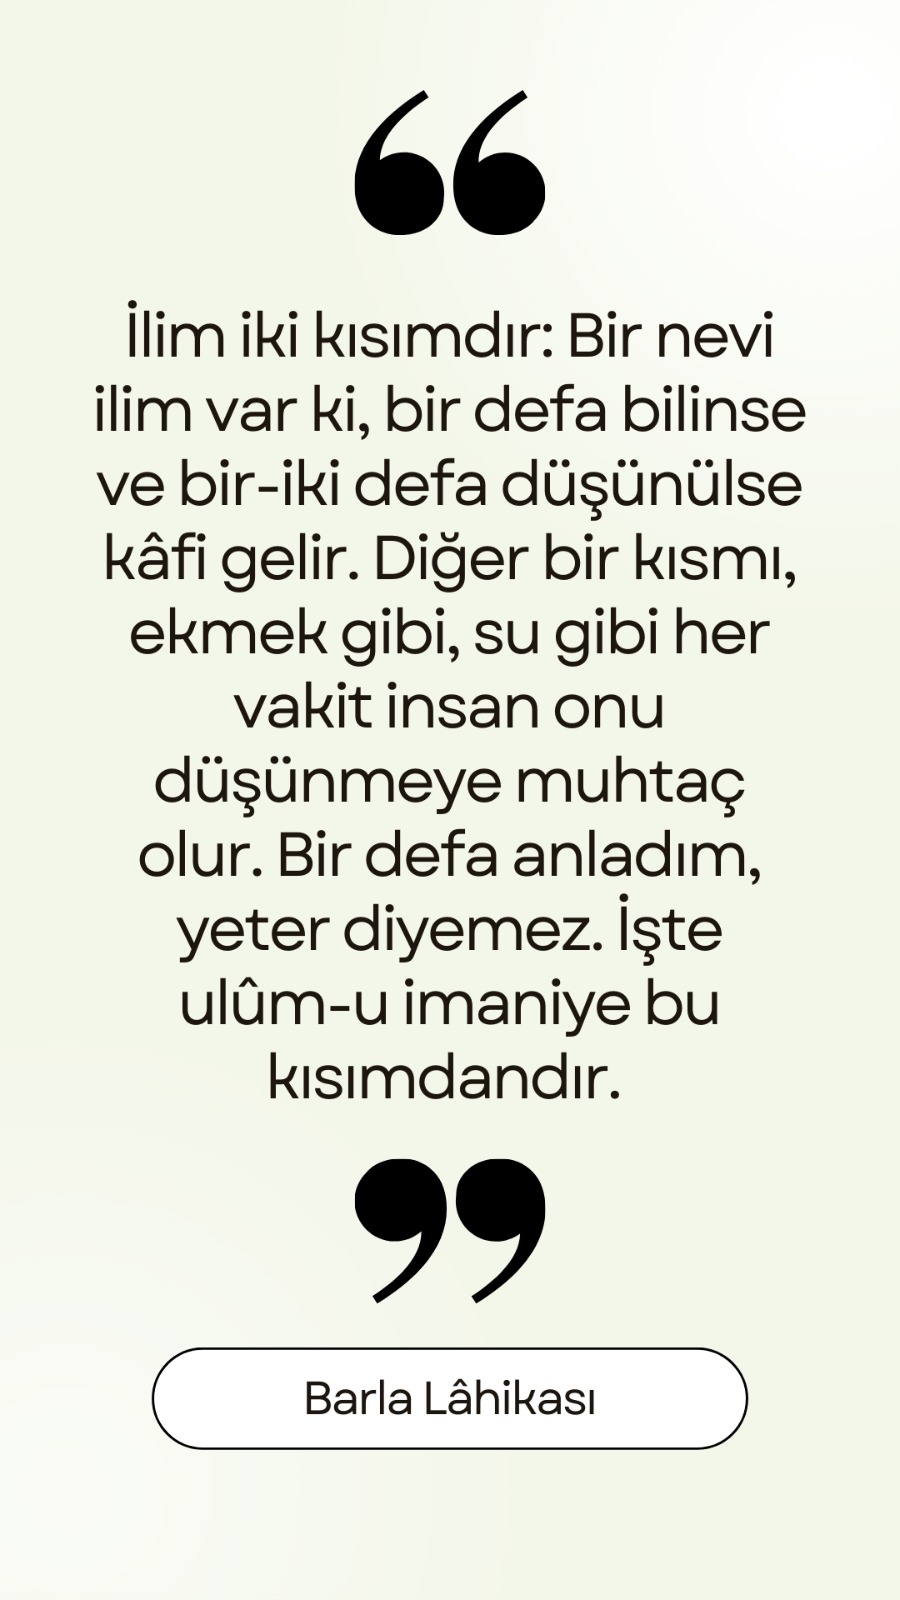 İlim iki kısımdır: Bir nevi
ilim var ki, bir defa bilinse
ve bir-iki defa düşünülse
kâfi gelir. Diğer bir kısmı,
ekmek gibi, su gibi her
vakit insan onu
düşünmeye muhtaç
olur. Bir defa anladım,
yeter diyemez. İşte
ulûm-u imaniye bu
kısımdandır.
Barla Lâhikası